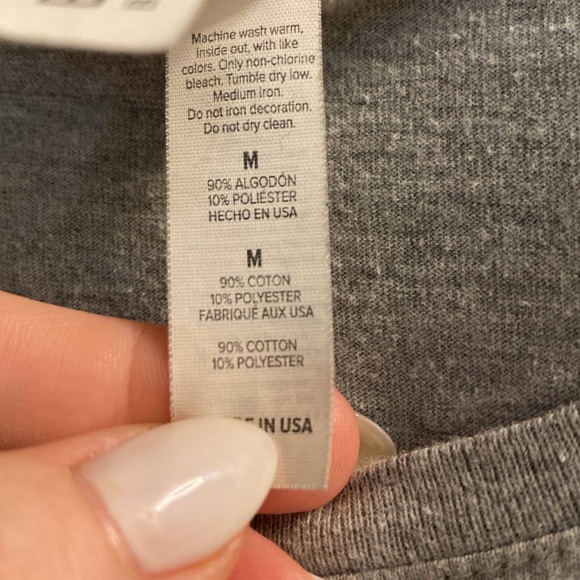 Machine wash warm,
inside out, with like
colors. Only non-chlorine
bleach. Tumble dry low.
Medium iron.
Do not iron decoration.
Do not dry clean.
M
90% ALGODÓN
10% POLIÉSTER
HECHO EN USA
M
90% COTON
10% POLYESTER
FABRIQUÉ AUX USA
90% COTTON
10% POLYESTER
IN USA